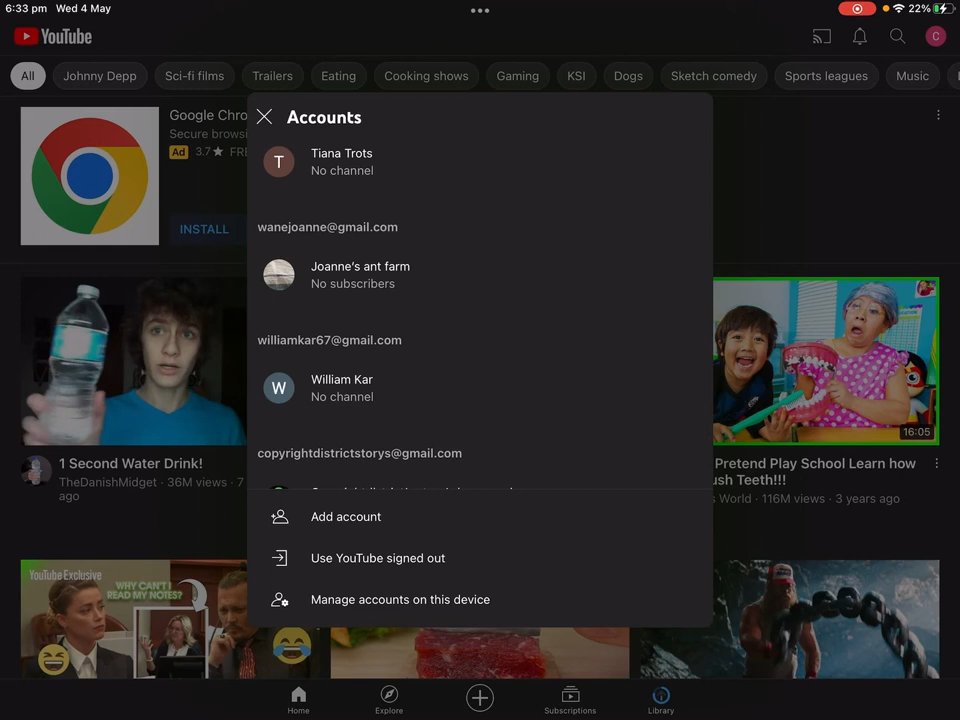 6:33 pm Wed 4 May
22%
YouTube
C
All Johnny Depp Sci-fi films Trailers Eating Cooking shows Gaming KSI Dogs Sketch comedy Sports leagues Music
Google Chro
Secure brows
Ad 3.7★ FRE
INSTALL
Accounts
T
Tiana Trots
No channel
wanejoanne@gmail.com
Joanne's ant farm
No subscribers
williamkar67@gmail.com
W
William Kar
No channel
copyrightdistrictstorys@gmail.com
Add account
Use YouTube signed out
Manage accounts on this device
1 Second Water Drink!
TheDanishMidget · 36M views · 7
ago
16:05
Pretend Play School Learn how
ush Teeth!!!
s World · 116M views · 3 years ago
YouTube Exclusive
WHY CAN'T I
READ MY NOTES?
Home Explore Subscriptions Library